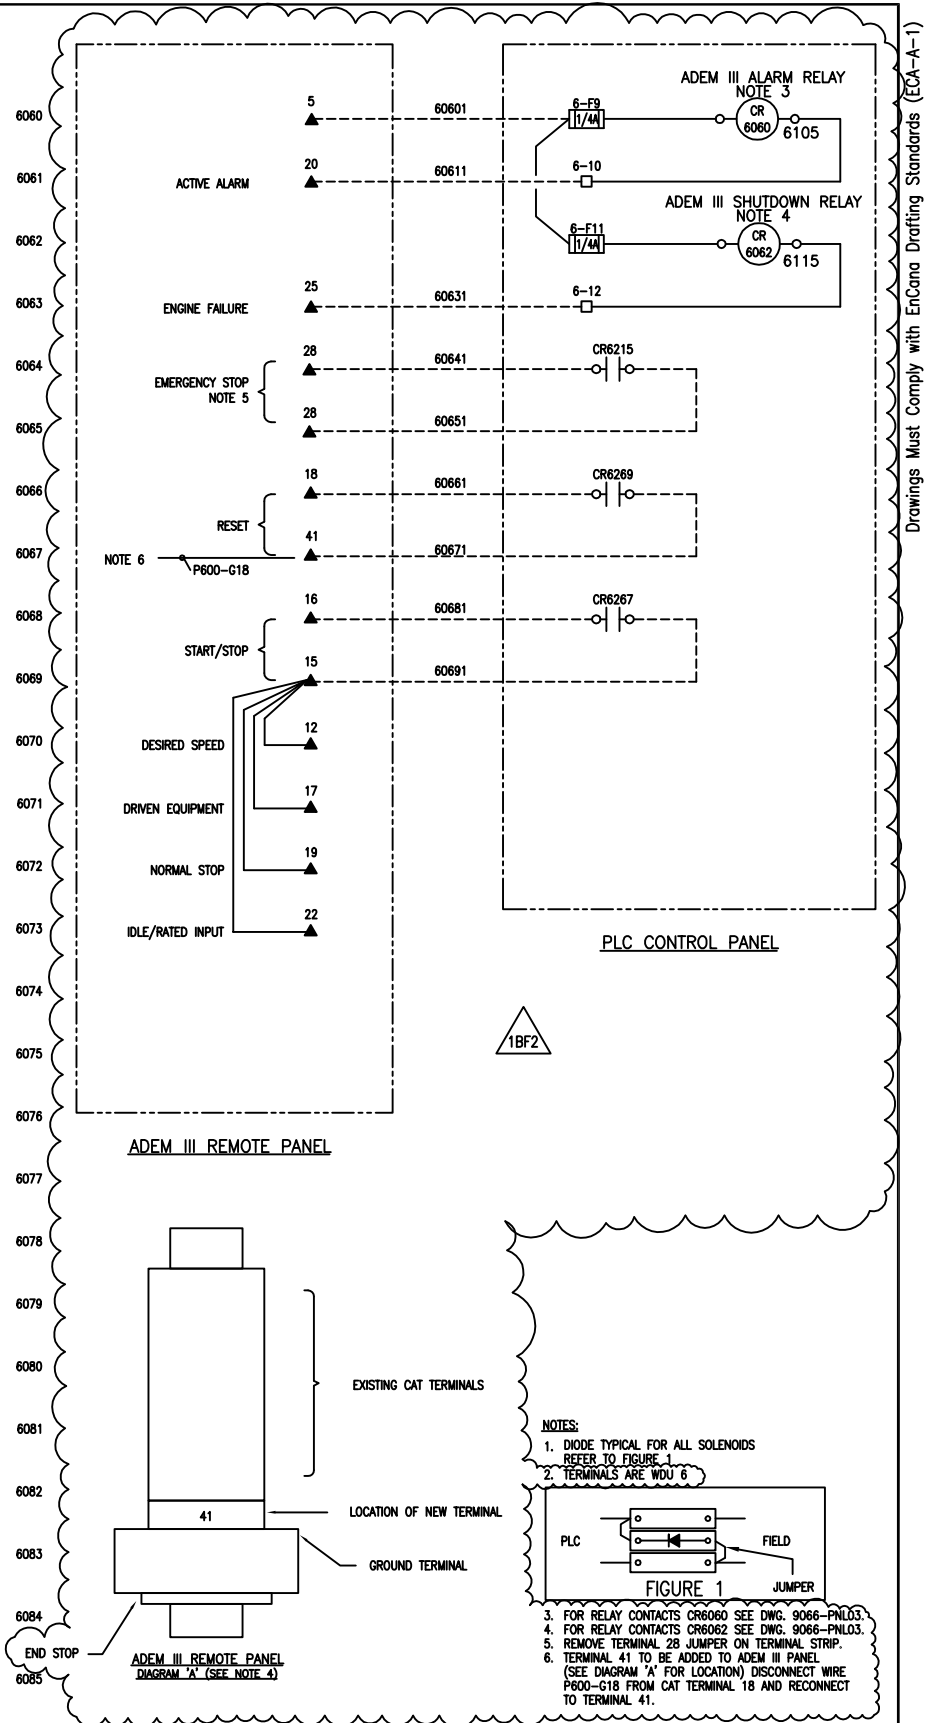 Drawings Must Comply with EnCana Drafting Standards (ECA-A-1)
ADEM III ALARM RELAY
NOTE 3
6060 5 60601 6-F9 1/4A CR 6060 6105
6061 ACTIVE ALARM 20 60611 6-10
ADEM III SHUTDOWN RELAY
NOTE 4
6062 6-F11 1/4A CR 6062 6115
6063 ENGINE FAILURE 25 60631 6-12
6064 28 60641 CR6215
EMERGENCY STOP
NOTE 5
6065 28 60651
6066 18 60661 CR6269
RESET
6067 41 60671
NOTE 6 P600-G18
6068 16 60681 CR6267
START/STOP
6069 15 60691
6070 DESIRED SPEED 12
6071 DRIVEN EQUIPMENT 17
6072 NORMAL STOP 19
6073 IDLE/RATED INPUT 22
PLC CONTROL PANEL
6074
1BF2
6075
6076
ADEM III REMOTE PANEL
6077
6078
6079
6080
EXISTING CAT TERMINALS
6081
6082
41 LOCATION OF NEW TERMINAL
6083
GROUND TERMINAL
6084
END STOP
6085
ADEM III REMOTE PANEL
DIAGRAM 'A' (SEE NOTE 4)
NOTES:
1. DIODE TYPICAL FOR ALL SOLENOIDS
REFER TO FIGURE 1
2. TERMINALS ARE WDU 6
PLC FIELD
FIGURE 1 JUMPER
3. FOR RELAY CONTACTS CR6060 SEE DWG. 9066-PNL03.
4. FOR RELAY CONTACTS CR6062 SEE DWG. 9066-PNL03.
5. REMOVE TERMINAL 28 JUMPER ON TERMINAL STRIP.
6. TERMINAL 41 TO BE ADDED TO ADEM III PANEL
(SEE DIAGRAM 'A' FOR LOCATION) DISCONNECT WIRE
P600-G18 FROM CAT TERMINAL 18 AND RECONNECT
TO TERMINAL 41.